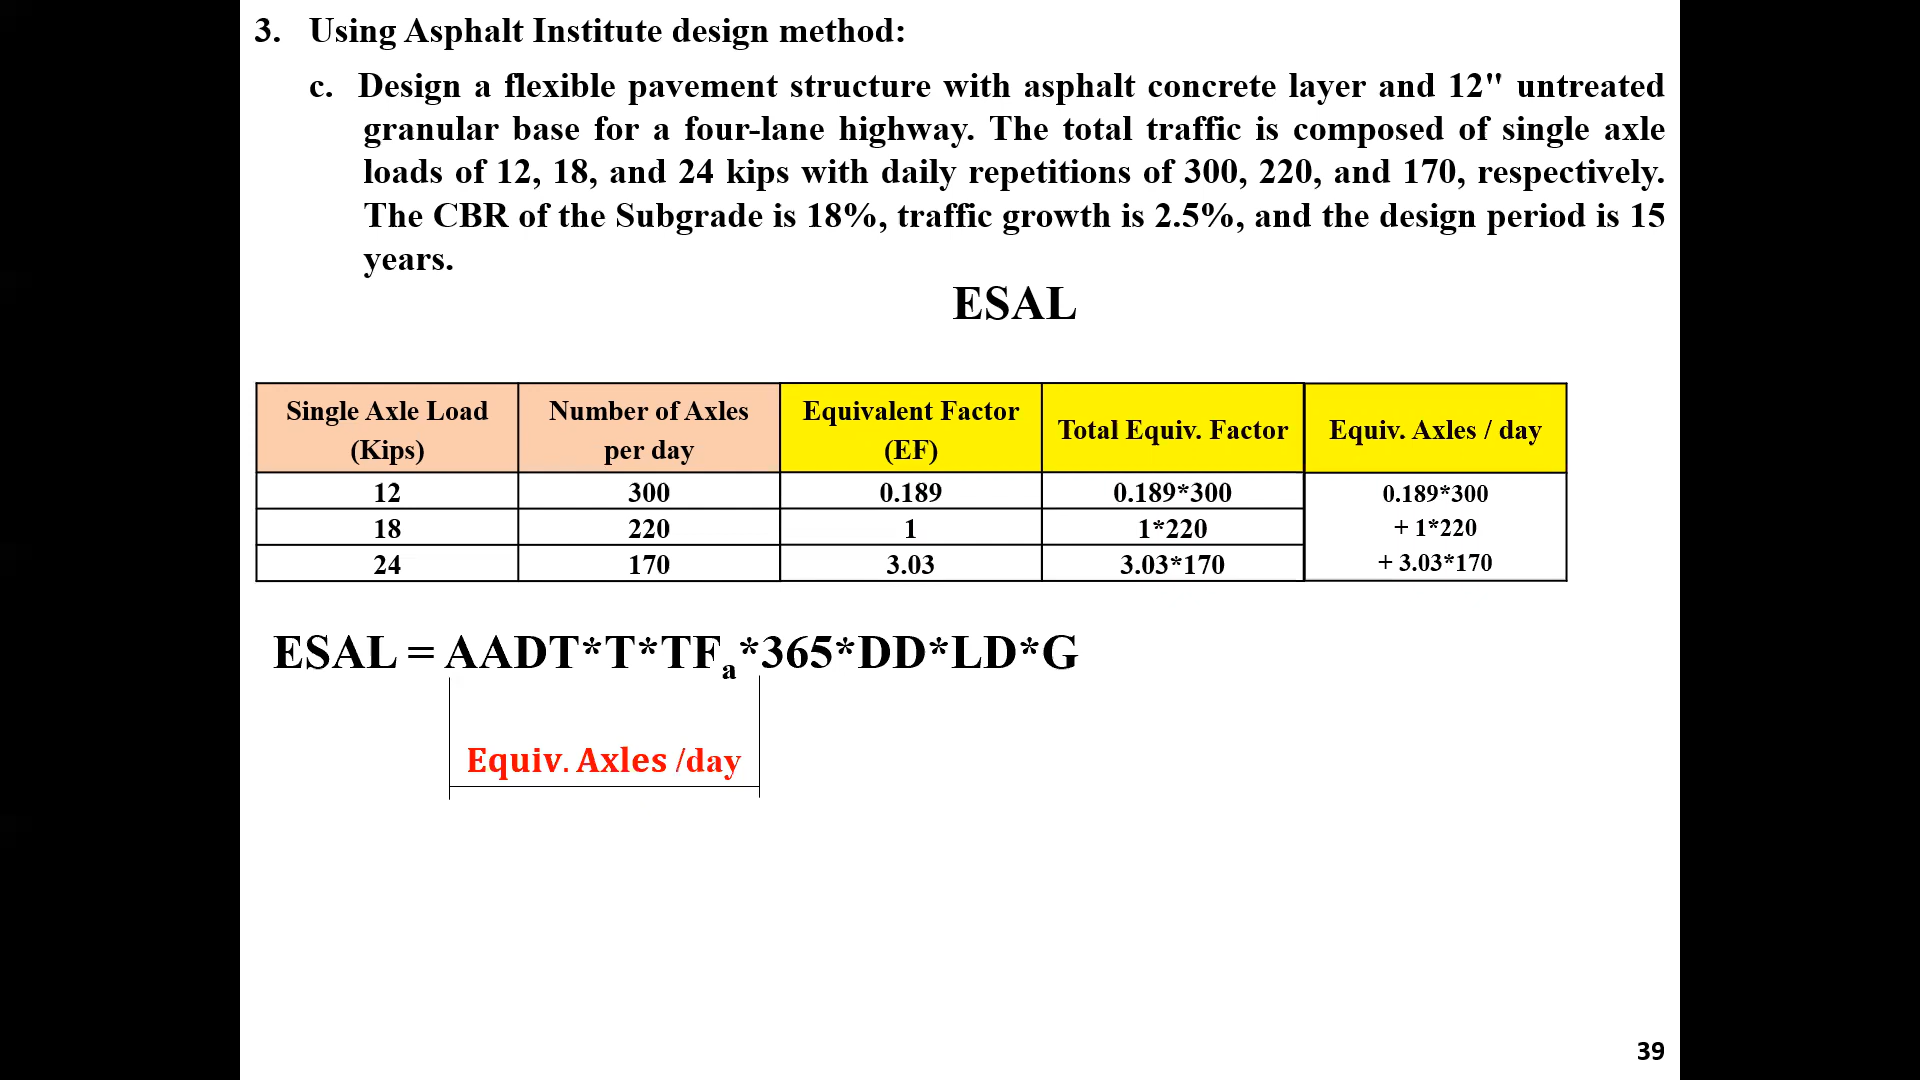 3. Using Asphalt Institute design method:
c. Design a flexible pavement structure with asphalt concrete layer and 12" untreated
granular base for a four-lane highway. The total traffic is composed of single axle
loads of 12, 18, and 24 kips with daily repetitions of 300, 220, and 170, respectively.
The CBR of the Subgrade is 18%, traffic growth is 2.5%, and the design period is 15
years.
ESAL
Single Axle Load (Kips) Number of Axles per day Equivalent Factor (EF) Total Equiv. Factor Equiv. Axles / day
12 300 0.189 0.189*300 0.189*300
18 220 1 1*220 + 1*220
24 170 3.03 3.03*170 + 3.03*170
ESAL = AADT*T*TFa*365*DD*LD*G
Equiv. Axles /day
39